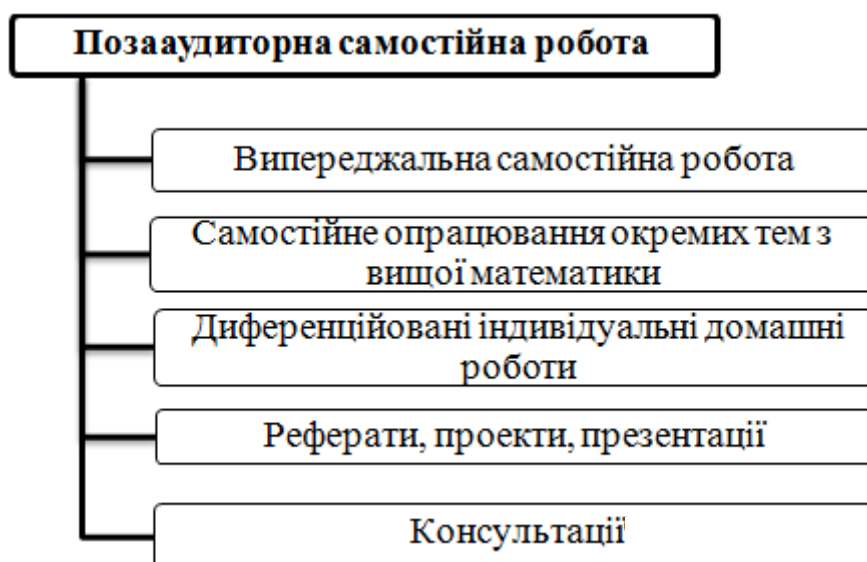 Позааудиторна самостійна робота
Випереджальна самостійна робота
Самостійне опрацювання окремих тем з
вищої математики
Диференційовані індивідуальні домашні
роботи
Реферати, проекти, презентації
Консультації